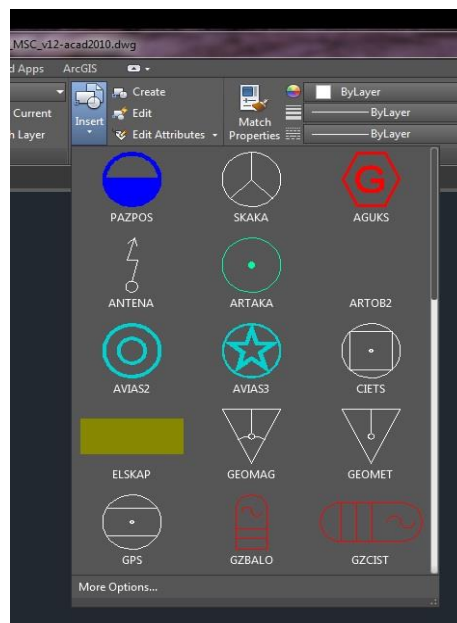 _MSC_v12-acad2010.dwg
d Apps ArcGIS
Create
Current
Insert
Edit
Match
Properties
ByLayer
ByLayer
n Layer
Edit Attributes
ByLayer
PAZPOS SKAKA AGUKS
G
ANTENA ARTAKA ARTOB2
AVIAS2 AVIAS3 CIETS
ELSKAP GEOMAG GEOMET
GPS GZBALO GZCIST
More Options...